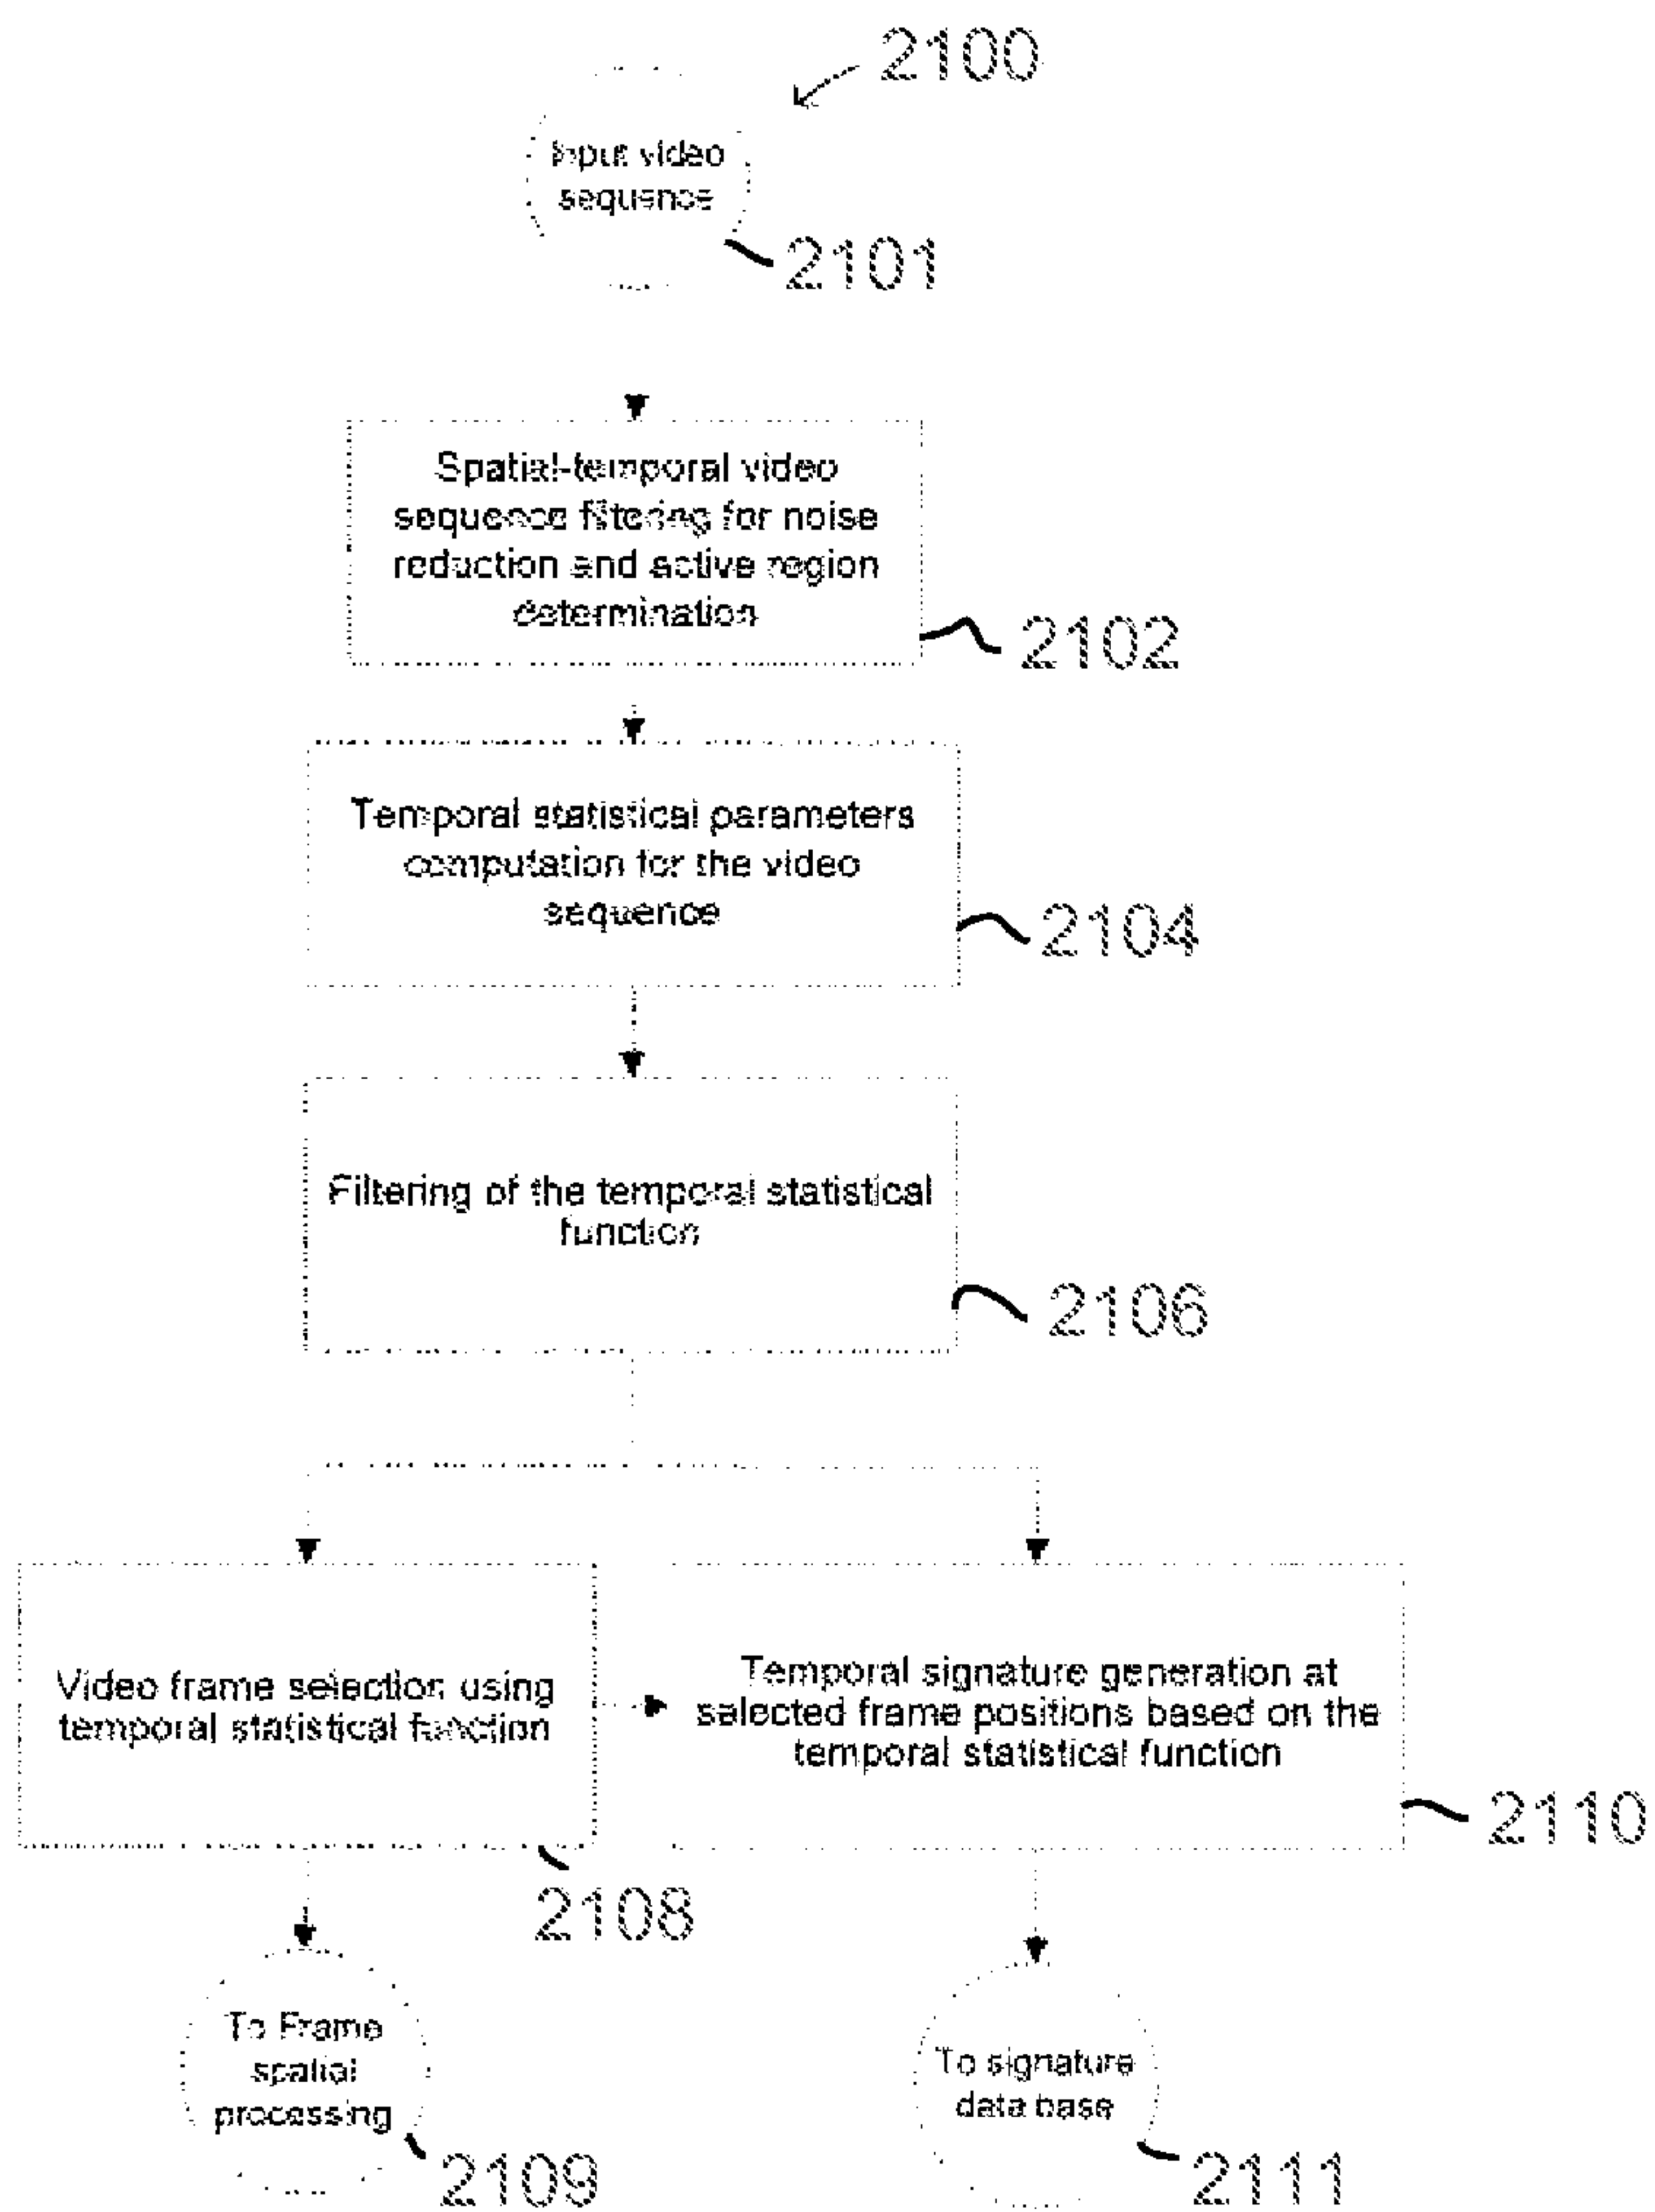 2100
Input video
sequence
2101
Spatial-temporal video
sequence filtering for noise
reduction and active region
determination
2102
Temporal statistical parameters
computation for the video
sequence
2104
Filtering of the temporal statistical
function
2106
Video frame selection using
temporal statistical function
2108
Temporal signature generation at
selected frame positions based on the
temporal statistical function
2110
To Frame
spatial
processing
2109
To signature
data base
2111